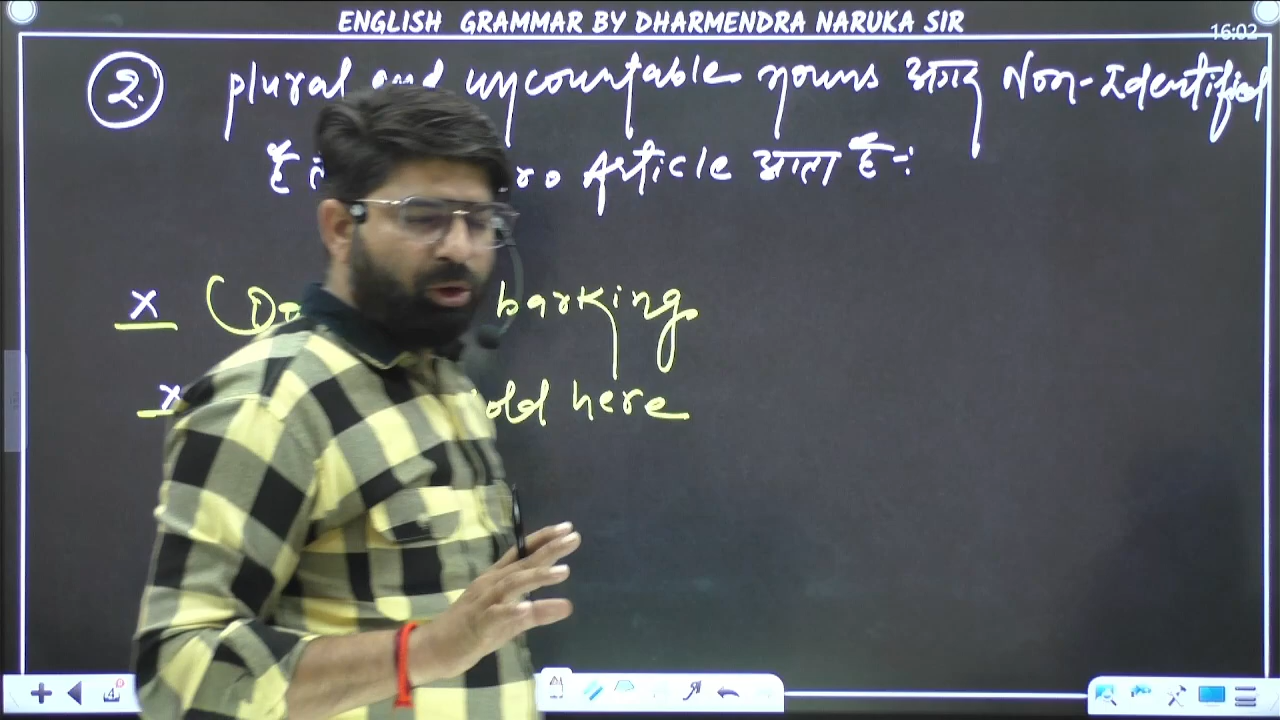 ENGLISH GRAMMAR BY DHARMENDRA NARUKA SIR
16:02
2. plural and uncountable nouns अगर Non-Identified
है Article आता है :
x barking
x here
4